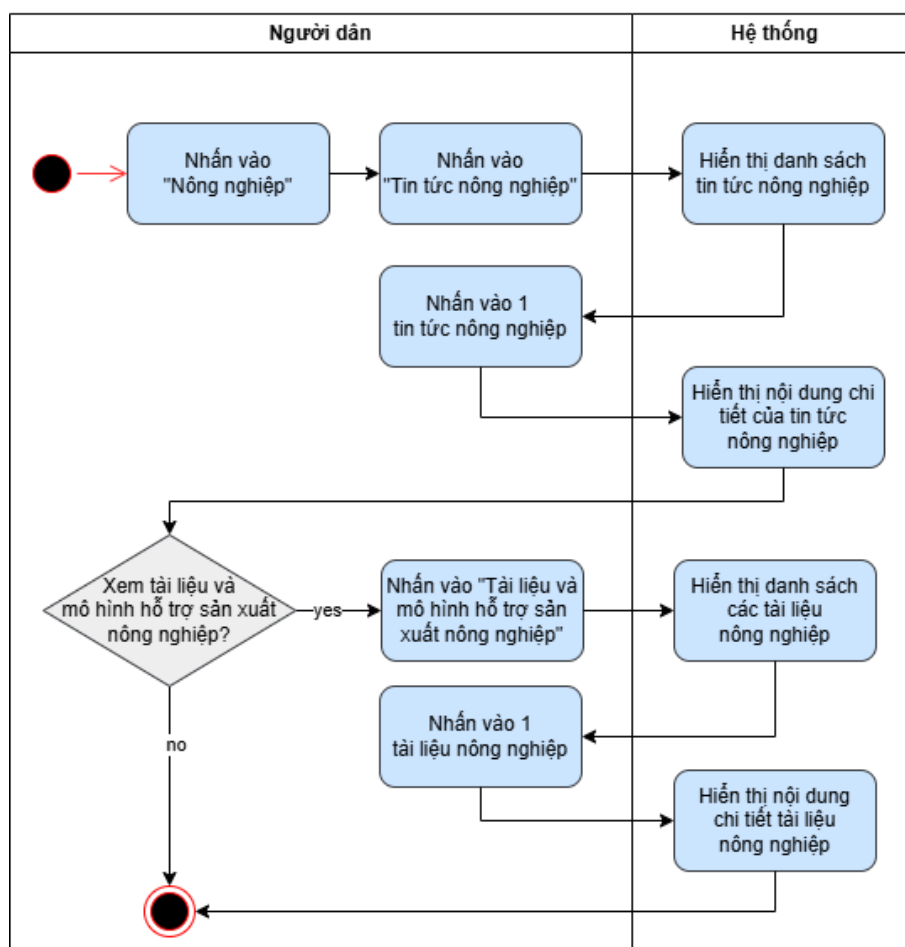 Người dân
Hệ thống
Nhấn vào
"Nông nghiệp"
Nhấn vào
"Tin tức nông nghiệp"
Hiển thị danh sách
tin tức nông nghiệp
Nhấn vào 1
tin tức nông nghiệp
Hiển thị nội dung chi
tiết của tin tức
nông nghiệp
Xem tài liệu và
mô hình hỗ trợ sản xuất
nông nghiệp?
yes
Nhấn vào "Tài liệu và
mô hình hỗ trợ sản
xuất nông nghiệp"
Hiển thị danh sách
các tài liệu
nông nghiệp
no
Nhấn vào 1
tài liệu nông nghiệp
Hiển thị nội dung
chi tiết tài liệu
nông nghiệp